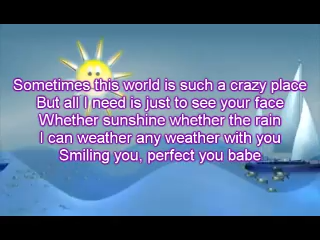 Sometimes this world is such a crazy place
But all I need is just to see your face
Whether sunshine whether the rain
I can weather any weather with you
Smiling you, perfect you babe